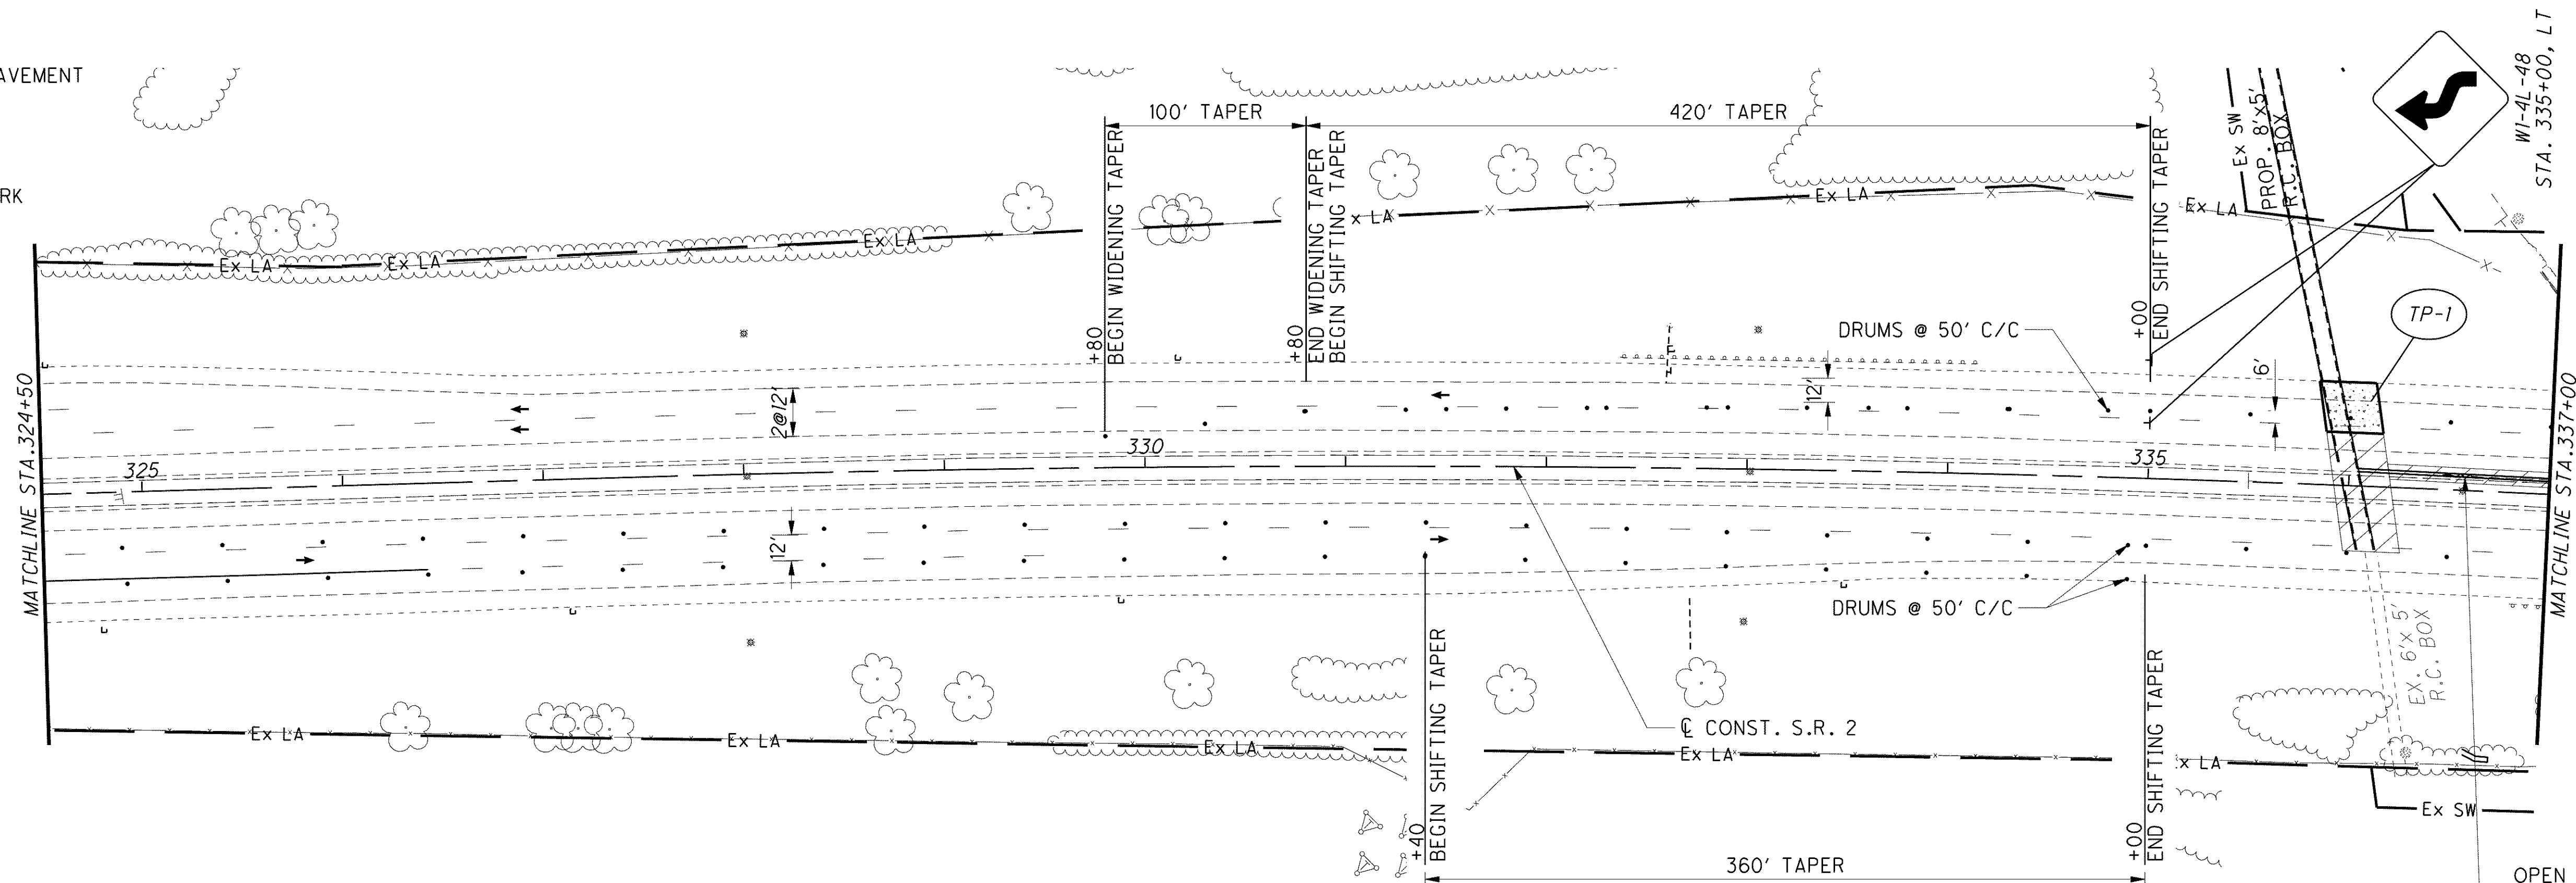 AVEMENT
RK
100' TAPER
420' TAPER
BEGIN WIDENING TAPER
+80
END WIDENING TAPER
BEGIN SHIFTING TAPER
+80
END SHIFTING TAPER
+00
Ex SW
PROP. 8'x5'
R.C. BOX
W1-4L-48
STA. 335+00, LT
Ex LA
Ex LA
Ex LA
x LA
Ex LA
Ex LA
TP-1
DRUMS @ 50' C/C
12'
6'
2@12'
MATCHLINE STA.324+50
325
330
335
MATCHLINE STA.337+00
12'
DRUMS @ 50' C/C
EX. 6'x 5'
R.C. BOX
BEGIN SHIFTING TAPER
+40
END SHIFTING TAPER
+00
℄ CONST. S.R. 2
Ex LA
Ex LA
Ex LA
Ex LA
x LA
Ex SW
360' TAPER
OPEN